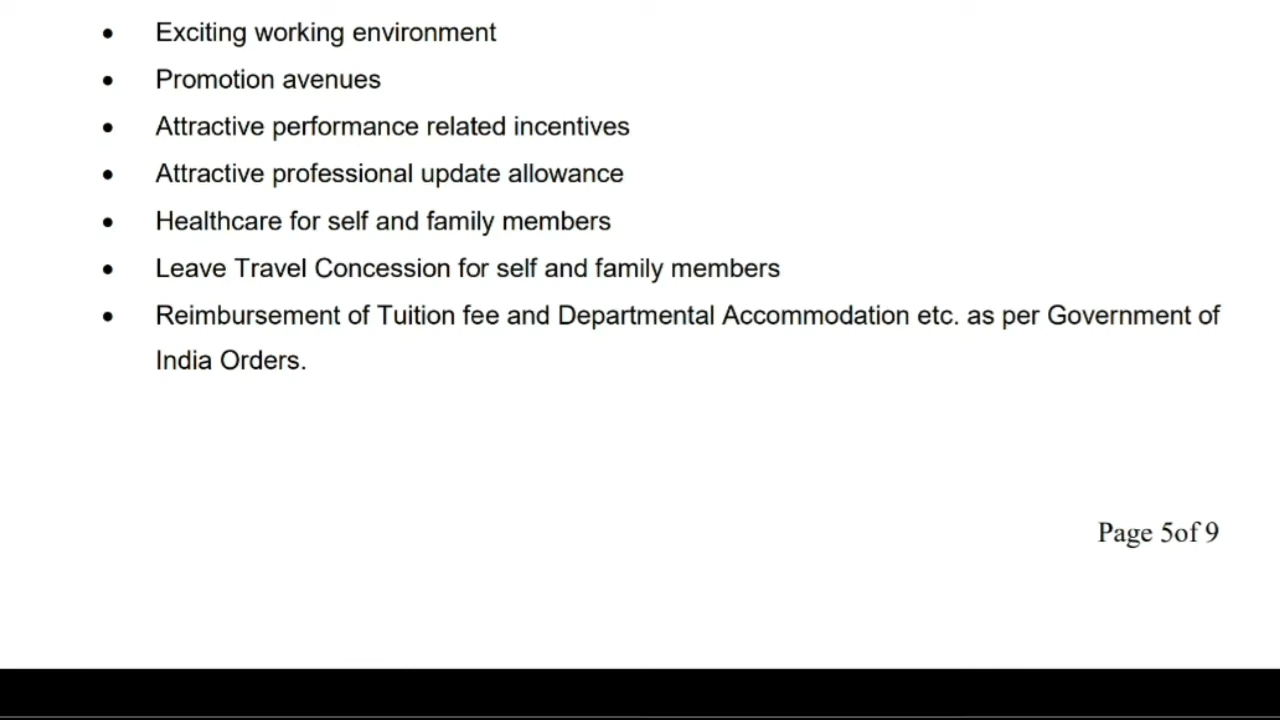 • Exciting working environment
• Promotion avenues
• Attractive performance related incentives
• Attractive professional update allowance
• Healthcare for self and family members
• Leave Travel Concession for self and family members
• Reimbursement of Tuition fee and Departmental Accommodation etc. as per Government of
India Orders.
Page 5of 9